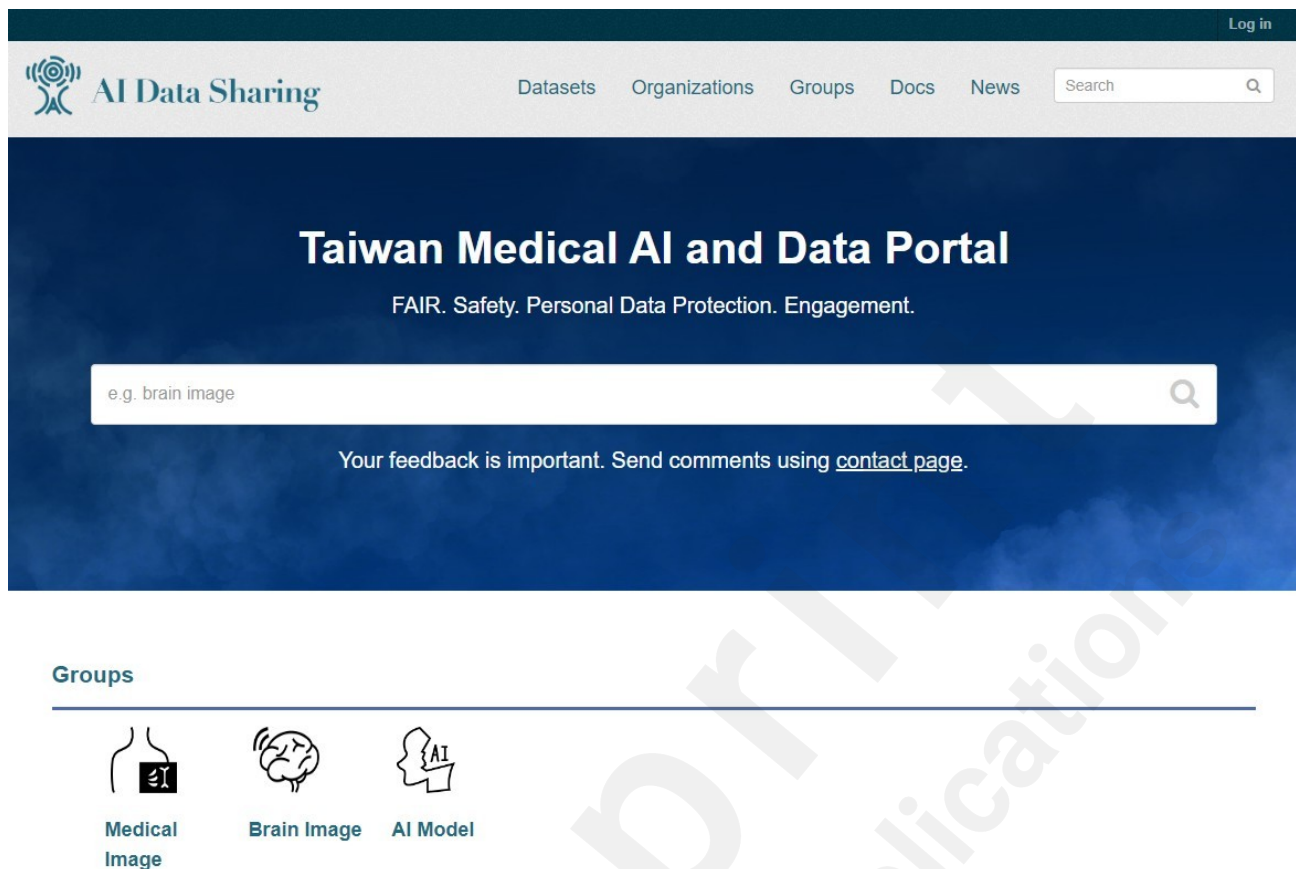 Log in
AI Data Sharing
Datasets Organizations Groups Docs News Search
Taiwan Medical AI and Data Portal
FAIR. Safety. Personal Data Protection. Engagement.
e.g. brain image
Your feedback is important. Send comments using contact page.
Groups
AI
Medical Brain Image AI Model
Image